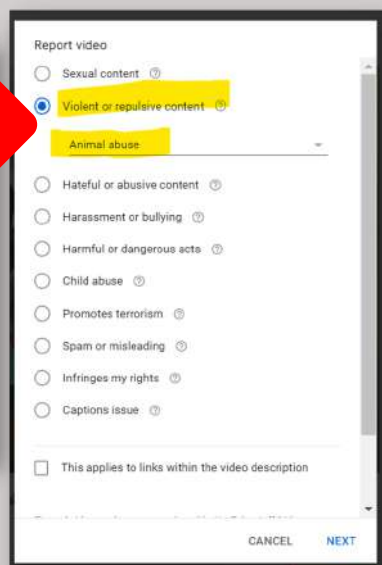 Report video
Sexual content
Violent or repulsive content
Animal abuse
Hateful or abusive content
Harassment or bullying
Harmful or dangerous acts
Child abuse
Promotes terrorism
Spam or misleading
Infringes my rights
Captions issue
This applies to links within the video description
CANCEL NEXT